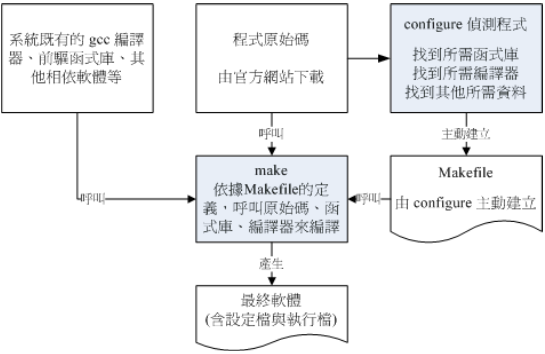 系統既有的 gcc 編譯
器、前驅函式庫、其
他相依軟體等
程式原始碼
由官方網站下載
configure 偵測程式
找到所需函式庫
找到所需編譯器
找到其他所需資料
呼叫
主動建立
make
依據Makefile的定
義，呼叫原始碼、函
式庫、編譯器來編譯
Makefile
由 configure 主動建立
呼叫
呼叫
產生
最終軟體
(含設定檔與執行檔)